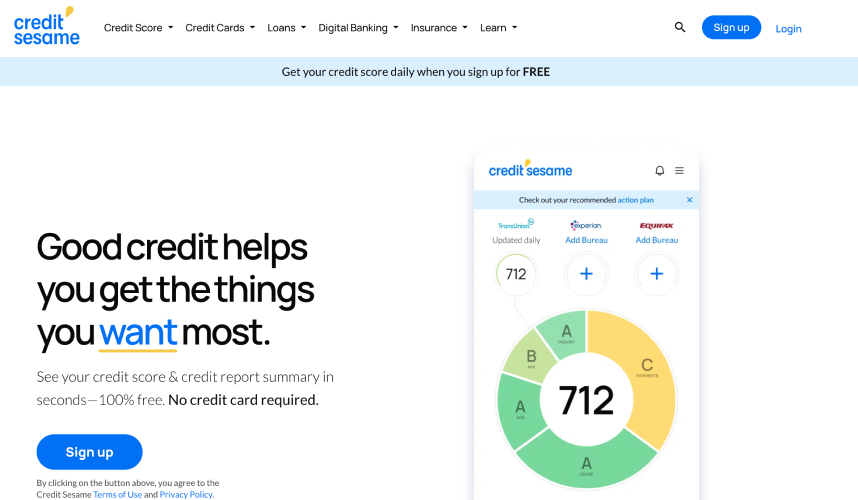 credit sesame
Credit Score
Credit Cards
Loans
Digital Banking
Insurance
Learn
Sign up
Login
Get your credit score daily when you sign up for FREE
Good credit helps
you get the things
you want most.
See your credit score & credit report summary in
seconds—100% free. No credit card required.
Sign up
By clicking on the button above, you agree to the
Credit Sesame Terms of Use and Privacy Policy.
credit sesame
Check out your recommended action plan
TransUnion
Experian
EQUIFAX
Updated daily
Add Bureau
Add Bureau
712
A
INQUIRY
B
MIX
C
PAYMENTS
A
AGE
712
A
USAGE